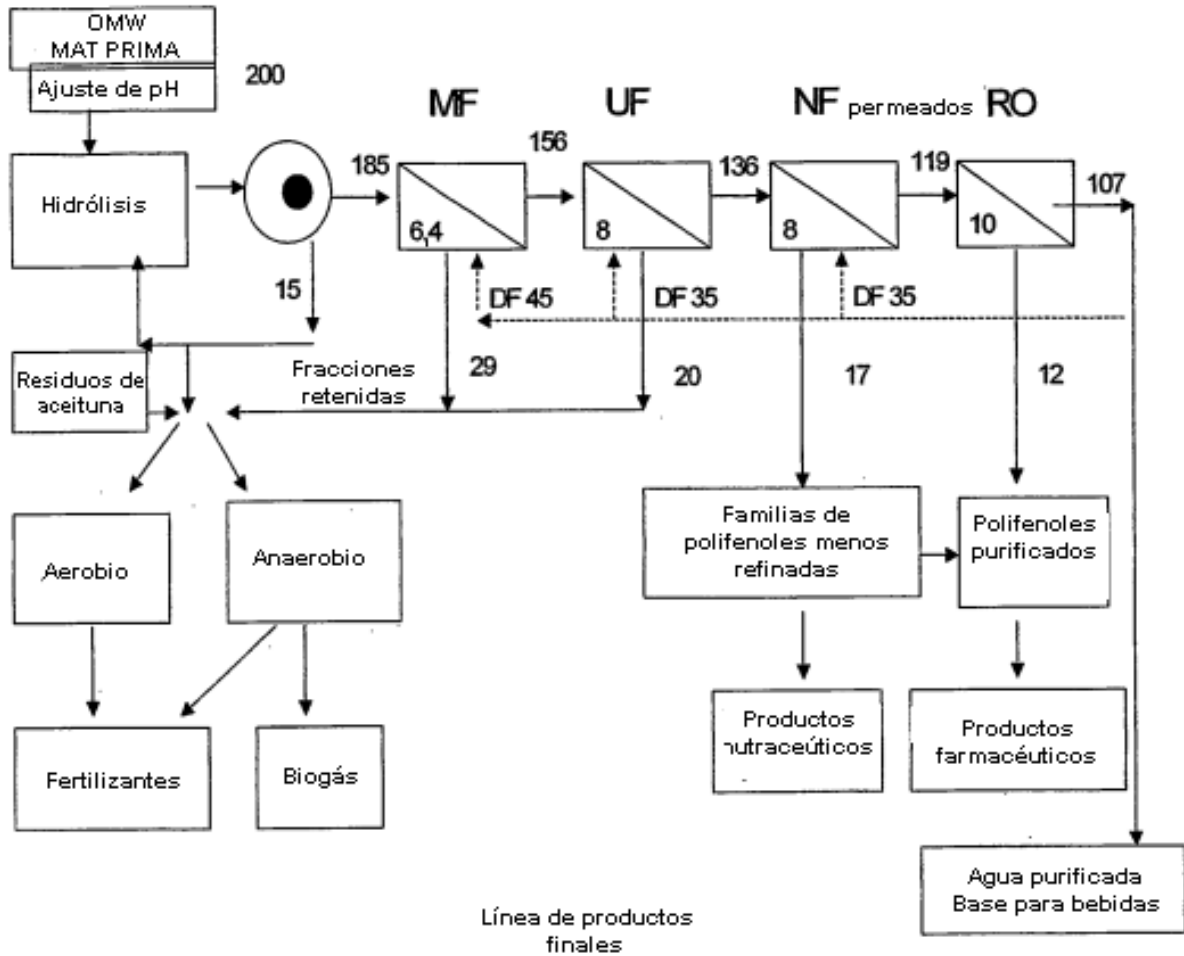 OMW
MAT PRIMA
Ajuste de pH
200
MF
UF
NF permeados RO
185
156
136
119
107
Hidrólisis
6,4
8
8
10
15
DF 45
DF 35
DF 35
Residuos de
aceituna
Fracciones
retenidas
29
20
17
12
Aerobio
Anaerobio
Familias de
polifenoles menos
refinadas
Polifenoles
purificados
Fertilizantes
Biogás
Productos
nutraceúticos
Productos
farmacéuticos
Agua purificada
Base para bebidas
Línea de productos
finales